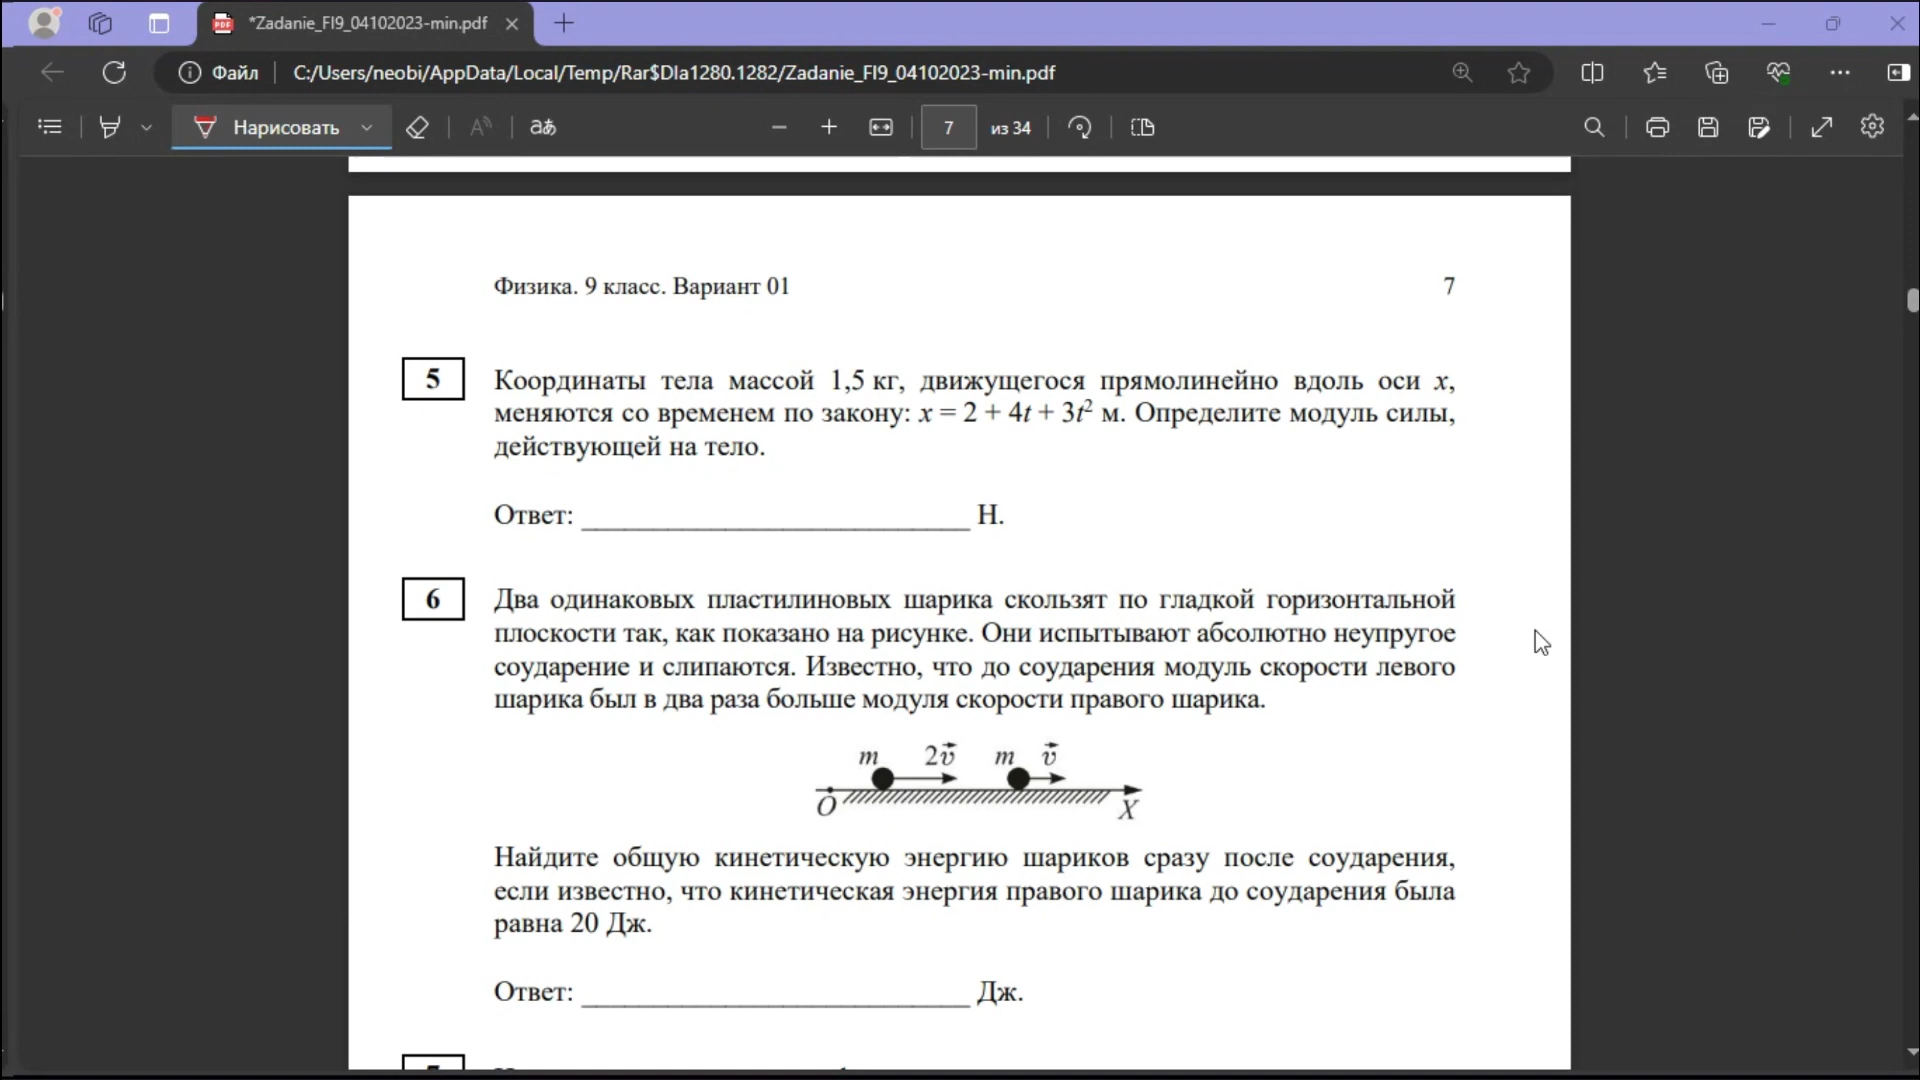 *Zadanie_FI9_04102023-min.pdf
Файл
C:/Users/neobi/AppData/Local/Temp/Rar$DIa1280.1282/Zadanie_FI9_04102023-min.pdf
Нарисовать
7 из 34
Физика. 9 класс. Вариант 01
7
5
Координаты тела массой 1,5 кг, движущегося прямолинейно вдоль оси x,
меняются со временем по закону: x = 2 + 4t + 3t² м. Определите модуль силы,
действующей на тело.
Ответ: ____________________________ Н.
6
Два одинаковых пластилиновых шарика скользят по гладкой горизонтальной
плоскости так, как показано на рисунке. Они испытывают абсолютно неупругое
соударение и слипаются. Известно, что до соударения модуль скорости левого
шарика был в два раза больше модуля скорости правого шарика.
m 2v⃗ m v⃗
O X
Найдите общую кинетическую энергию шариков сразу после соударения,
если известно, что кинетическая энергия правого шарика до соударения была
равна 20 Дж.
Ответ: ____________________________ Дж.